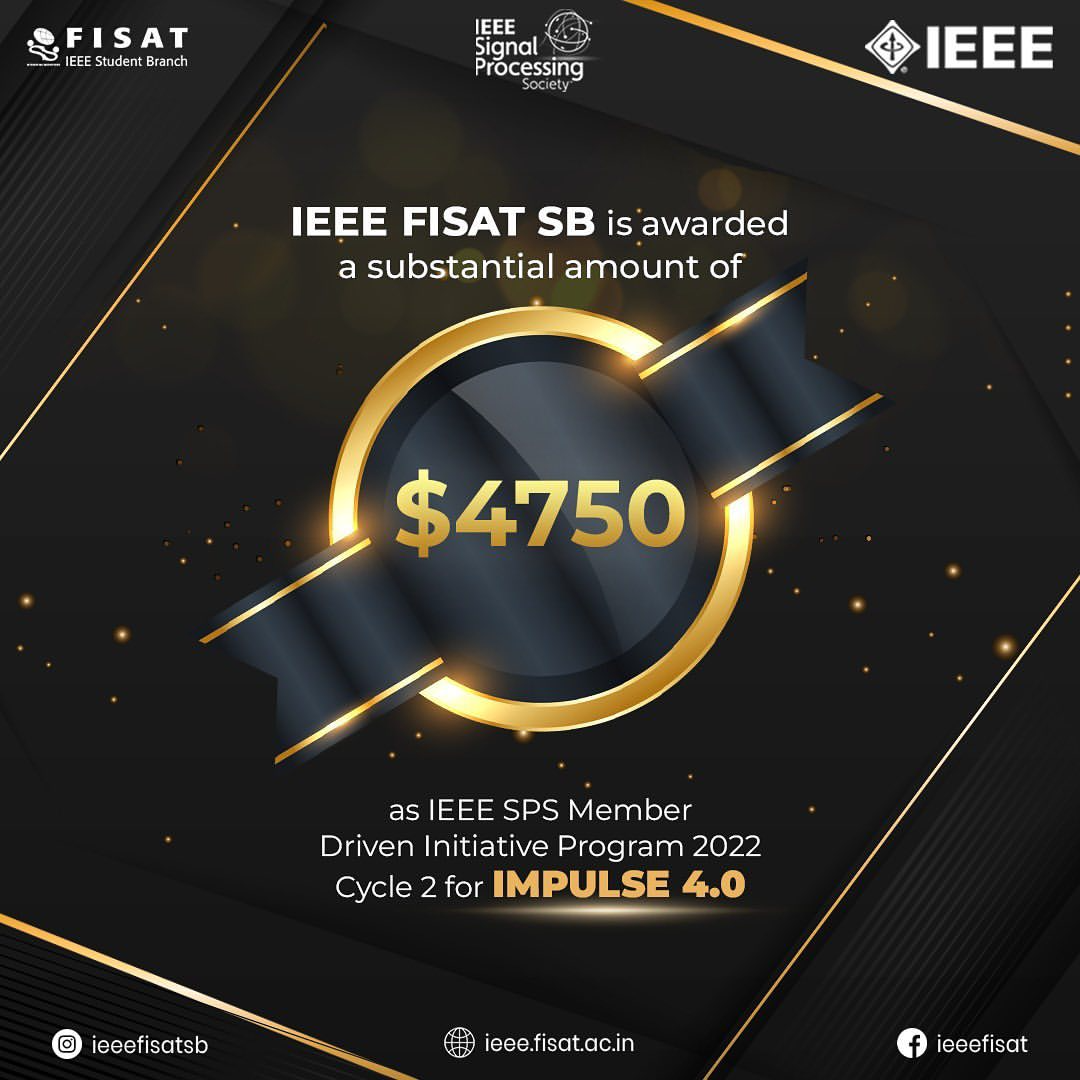 FISAT
IEEE Student Branch
IEEE
Signal
Processing
Society
IEEE
IEEE FISAT SB is awarded
a substantial amount of
$4750
as IEEE SPS Member
Driven Initiative Program 2022
Cycle 2 for IMPULSE 4.0
ieeefisatsb
ieee.fisat.ac.in
ieeefisat